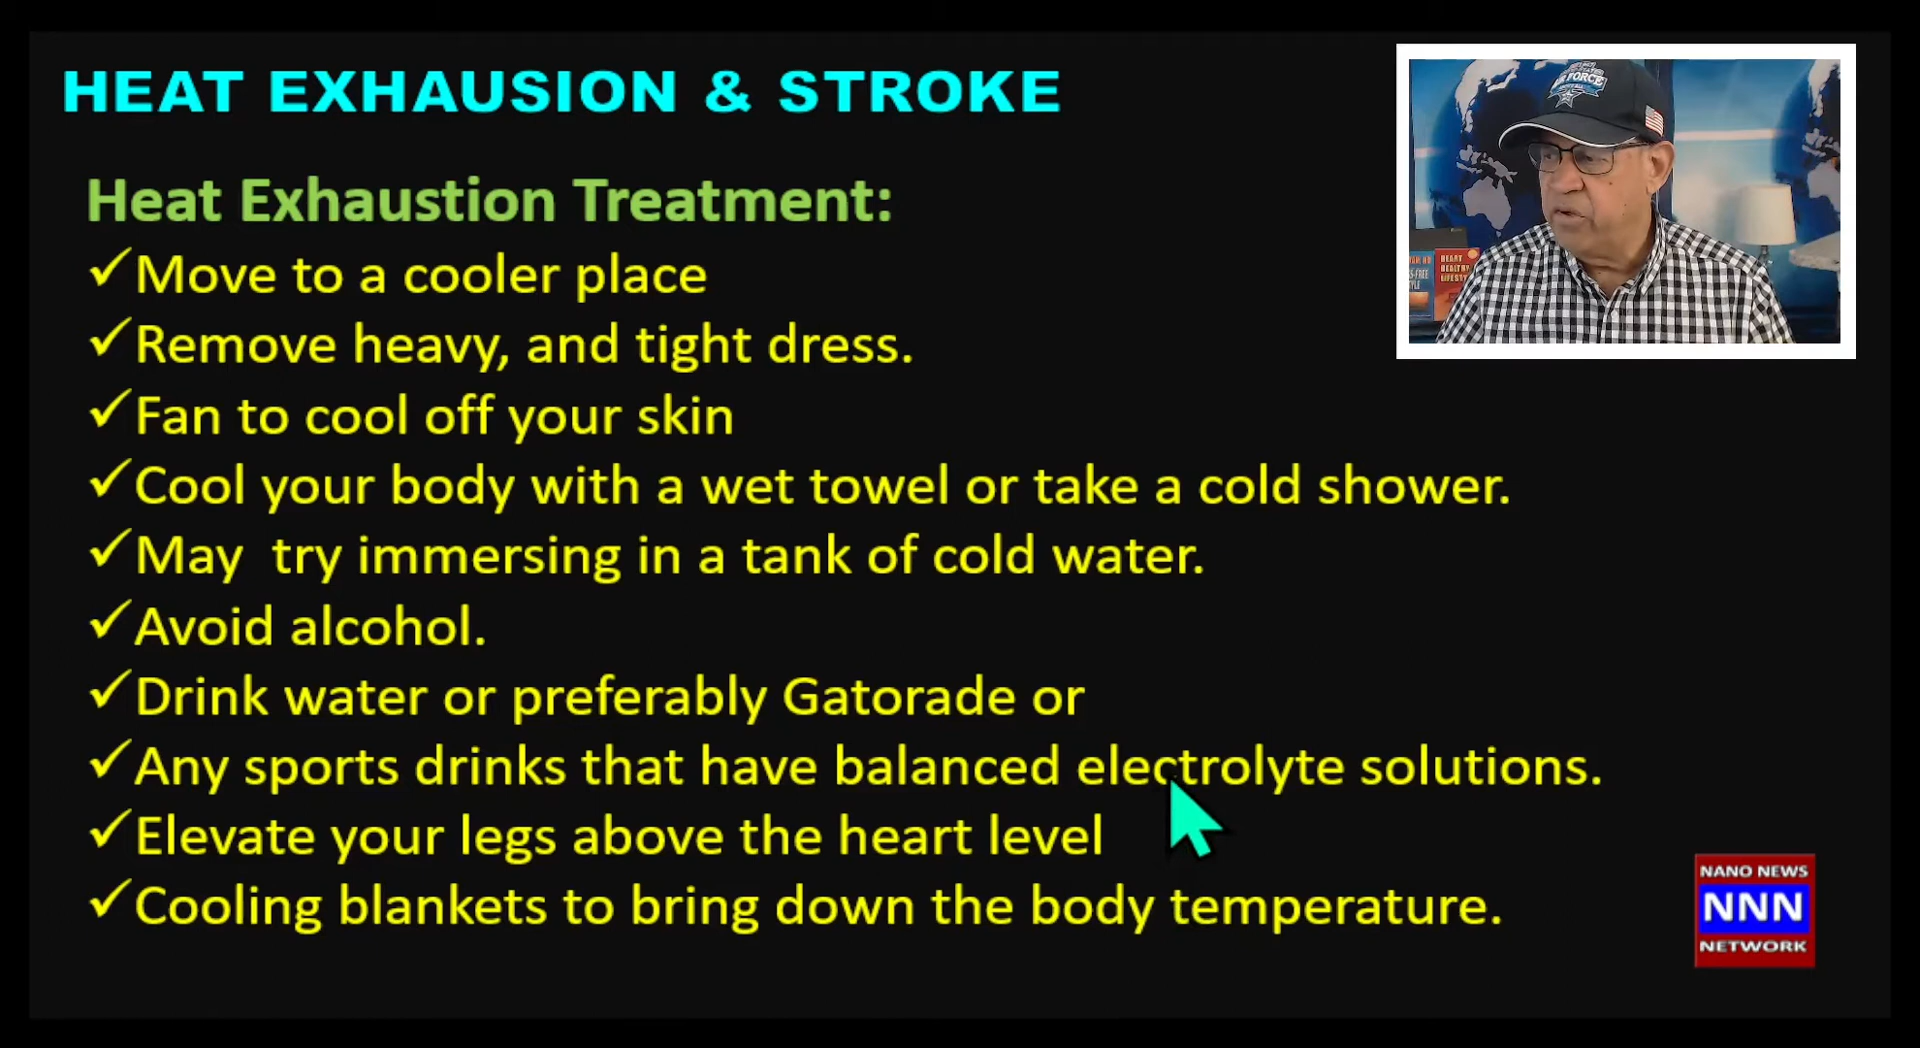 HEAT EXHAUSION & STROKE
Heat Exhaustion Treatment:
✓Move to a cooler place
✓Remove heavy, and tight dress.
✓Fan to cool off your skin
✓Cool your body with a wet towel or take a cold shower.
✓May  try immersing in a tank of cold water.
✓Avoid alcohol.
✓Drink water or preferably Gatorade or
✓Any sports drinks that have balanced electrolyte solutions.
✓Elevate your legs above the heart level
✓Cooling blankets to bring down the body temperature.
FORCE
HEART
HEALTHY
NANO NEWS
NNN
NETWORK